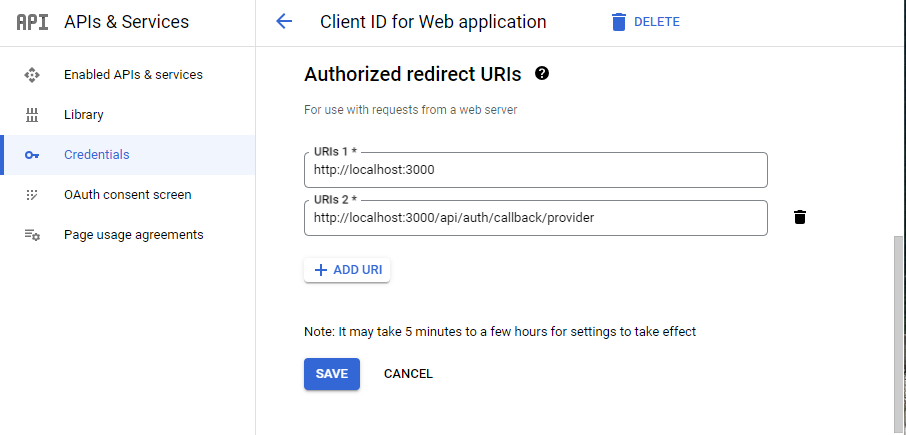 API APIs & Services
Client ID for Web application
DELETE
Enabled APIs & services
Library
Credentials
OAuth consent screen
Page usage agreements
Authorized redirect URIs ?
For use with requests from a web server
URIs 1 *
http://localhost:3000
URIs 2 *
http://localhost:3000/api/auth/callback/provider
+ ADD URI
Note: It may take 5 minutes to a few hours for settings to take effect
SAVE CANCEL